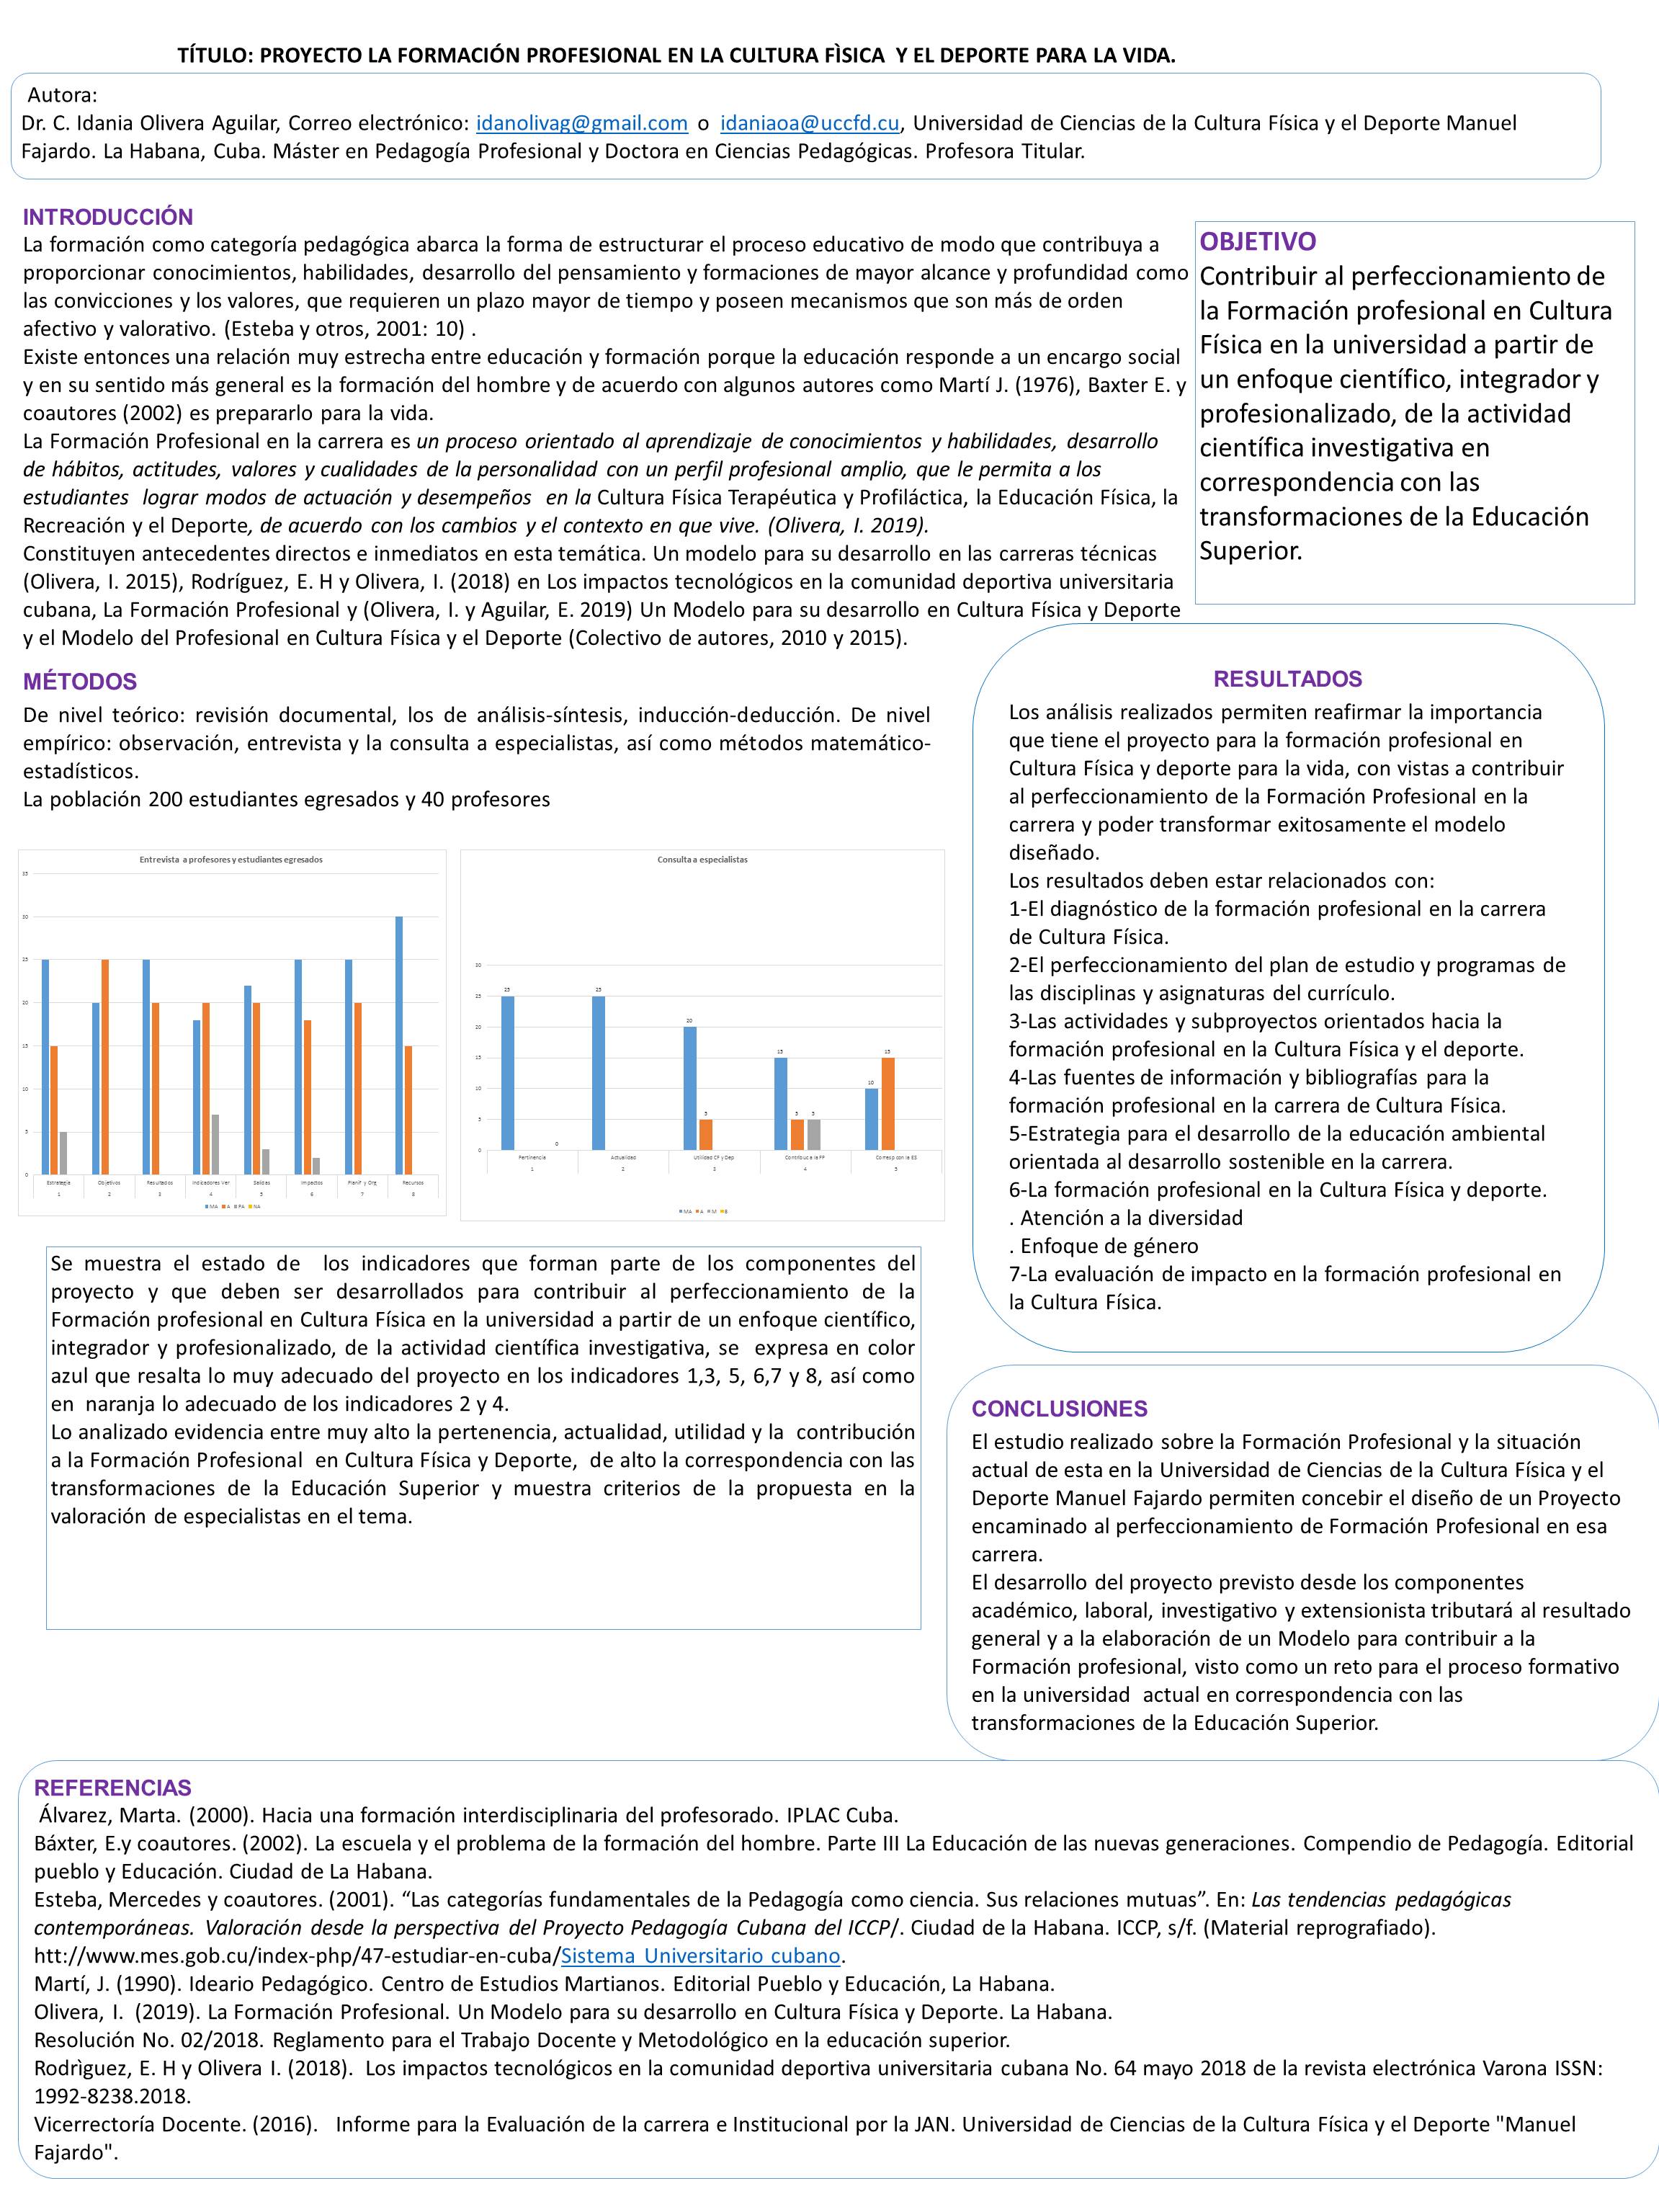 TÍTULO: PROYECTO LA FORMACIÓN PROFESIONAL EN LA CULTURA FÌSICA Y EL DEPORTE PARA LA VIDA.
Autora:
Dr. C. Idania Olivera Aguilar, Correo electrónico: idanolivag@gmail.com o idaniaoa@uccfd.cu, Universidad de Ciencias de la Cultura Física y el Deporte Manuel
Fajardo. La Habana, Cuba. Máster en Pedagogía Profesional y Doctora en Ciencias Pedagógicas. Profesora Titular.
INTRODUCCIÓN
La formación como categoría pedagógica abarca la forma de estructurar el proceso educativo de modo que contribuya a
proporcionar conocimientos, habilidades, desarrollo del pensamiento y formaciones de mayor alcance y profundidad como
las convicciones y los valores, que requieren un plazo mayor de tiempo y poseen mecanismos que son más de orden
afectivo y valorativo. (Esteba y otros, 2001: 10) .
Existe entonces una relación muy estrecha entre educación y formación porque la educación responde a un encargo social
y en su sentido más general es la formación del hombre y de acuerdo con algunos autores como Martí J. (1976), Baxter E. y
coautores (2002) es prepararlo para la vida.
La Formación Profesional en la carrera es un proceso orientado al aprendizaje de conocimientos y habilidades, desarrollo
de hábitos, actitudes, valores y cualidades de la personalidad con un perfil profesional amplio, que le permita a los
estudiantes lograr modos de actuación y desempeños en la Cultura Física Terapéutica y Profiláctica, la Educación Física, la
Recreación y el Deporte, de acuerdo con los cambios y el contexto en que vive. (Olivera, I. 2019).
Constituyen antecedentes directos e inmediatos en esta temática. Un modelo para su desarrollo en las carreras técnicas
(Olivera, I. 2015), Rodríguez, E. H y Olivera, I. (2018) en Los impactos tecnológicos en la comunidad deportiva universitaria
cubana, La Formación Profesional y (Olivera, I. y Aguilar, E. 2019) Un Modelo para su desarrollo en Cultura Física y Deporte
y el Modelo del Profesional en Cultura Física y el Deporte (Colectivo de autores, 2010 y 2015).
OBJETIVO
Contribuir al perfeccionamiento de
la Formación profesional en Cultura
Física en la universidad a partir de
un enfoque científico, integrador y
profesionalizado, de la actividad
científica investigativa en
correspondencia con las
transformaciones de la Educación
Superior.
MÉTODOS
De nivel teórico: revisión documental, los de análisis-síntesis, inducción-deducción. De nivel
empírico: observación, entrevista y la consulta a especialistas, así como métodos matemático-
estadísticos.
La población 200 estudiantes egresados y 40 profesores
Entrevista a profesores y estudiantes egresados
35
30
25
20
15
10
5
0
Estrategia Objetivos Resultados Indicadores Ver Salidas Impactos Planif. y Org. Recursos
1 2 3 4 5 6 7 8
MA A PA NA
Consulta a especialistas
30
25
20
15
10
5
0
25 0 25 20 5 15 5 5 10 15
Pertinencia Actualidad Utilidad CF y Dep Contribuc a la FP Corresp con la ES
1 2 3 4 5
MA A M B
Se muestra el estado de los indicadores que forman parte de los componentes del
proyecto y que deben ser desarrollados para contribuir al perfeccionamiento de la
Formación profesional en Cultura Física en la universidad a partir de un enfoque científico,
integrador y profesionalizado, de la actividad científica investigativa, se expresa en color
azul que resalta lo muy adecuado del proyecto en los indicadores 1,3, 5, 6,7 y 8, así como
en naranja lo adecuado de los indicadores 2 y 4.
Lo analizado evidencia entre muy alto la pertenencia, actualidad, utilidad y la contribución
a la Formación Profesional en Cultura Física y Deporte, de alto la correspondencia con las
transformaciones de la Educación Superior y muestra criterios de la propuesta en la
valoración de especialistas en el tema.
RESULTADOS
Los análisis realizados permiten reafirmar la importancia
que tiene el proyecto para la formación profesional en
Cultura Física y deporte para la vida, con vistas a contribuir
al perfeccionamiento de la Formación Profesional en la
carrera y poder transformar exitosamente el modelo
diseñado.
Los resultados deben estar relacionados con:
1-El diagnóstico de la formación profesional en la carrera
de Cultura Física.
2-El perfeccionamiento del plan de estudio y programas de
las disciplinas y asignaturas del currículo.
3-Las actividades y subproyectos orientados hacia la
formación profesional en la Cultura Física y el deporte.
4-Las fuentes de información y bibliografías para la
formación profesional en la carrera de Cultura Física.
5-Estrategia para el desarrollo de la educación ambiental
orientada al desarrollo sostenible en la carrera.
6-La formación profesional en la Cultura Física y deporte.
. Atención a la diversidad
. Enfoque de género
7-La evaluación de impacto en la formación profesional en
la Cultura Física.
CONCLUSIONES
El estudio realizado sobre la Formación Profesional y la situación
actual de esta en la Universidad de Ciencias de la Cultura Física y el
Deporte Manuel Fajardo permiten concebir el diseño de un Proyecto
encaminado al perfeccionamiento de Formación Profesional en esa
carrera.
El desarrollo del proyecto previsto desde los componentes
académico, laboral, investigativo y extensionista tributará al resultado
general y a la elaboración de un Modelo para contribuir a la
Formación profesional, visto como un reto para el proceso formativo
en la universidad actual en correspondencia con las
transformaciones de la Educación Superior.
REFERENCIAS
Álvarez, Marta. (2000). Hacia una formación interdisciplinaria del profesorado. IPLAC Cuba.
Báxter, E.y coautores. (2002). La escuela y el problema de la formación del hombre. Parte III La Educación de las nuevas generaciones. Compendio de Pedagogía. Editorial
pueblo y Educación. Ciudad de La Habana.
Esteba, Mercedes y coautores. (2001). “Las categorías fundamentales de la Pedagogía como ciencia. Sus relaciones mutuas”. En: Las tendencias pedagógicas
contemporáneas. Valoración desde la perspectiva del Proyecto Pedagogía Cubana del ICCP/. Ciudad de la Habana. ICCP, s/f. (Material reprografiado).
htt://www.mes.gob.cu/index-php/47-estudiar-en-cuba/Sistema Universitario cubano.
Martí, J. (1990). Ideario Pedagógico. Centro de Estudios Martianos. Editorial Pueblo y Educación, La Habana.
Olivera, I. (2019). La Formación Profesional. Un Modelo para su desarrollo en Cultura Física y Deporte. La Habana.
Resolución No. 02/2018. Reglamento para el Trabajo Docente y Metodológico en la educación superior.
Rodrìguez, E. H y Olivera I. (2018). Los impactos tecnológicos en la comunidad deportiva universitaria cubana No. 64 mayo 2018 de la revista electrónica Varona ISSN:
1992-8238.2018.
Vicerrectoría Docente. (2016). Informe para la Evaluación de la carrera e Institucional por la JAN. Universidad de Ciencias de la Cultura Física y el Deporte "Manuel
Fajardo".